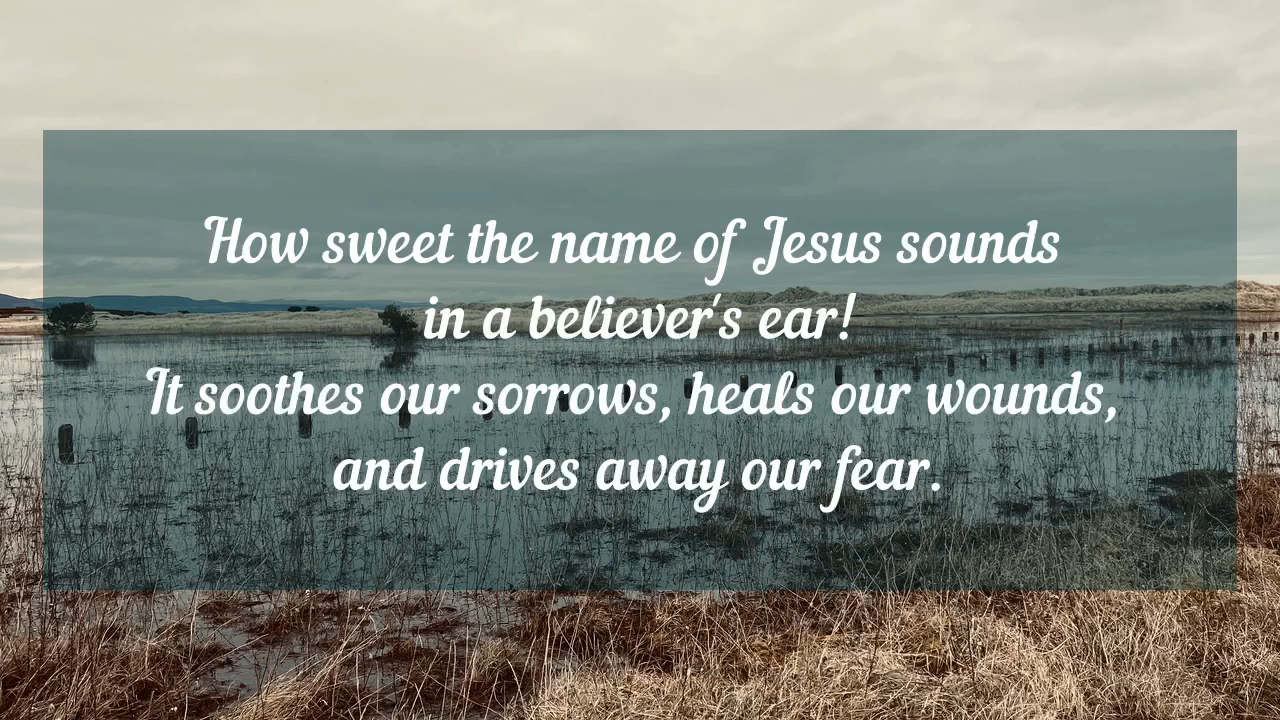 How sweet the name of Jesus sounds
in a believer's ear!
It soothes our sorrows, heals our wounds,
and drives away our fear.